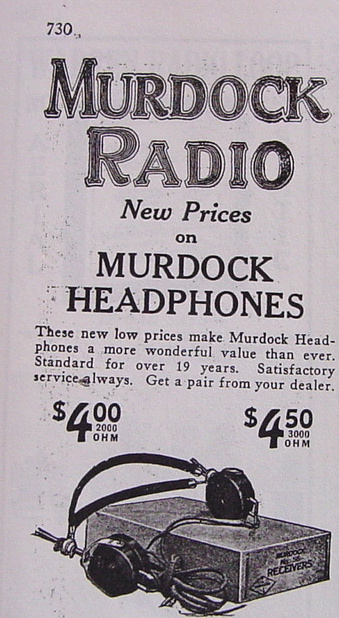 730
MURDOCK
RADIO
New Prices
on
MURDOCK
HEADPHONES
These new low prices make Murdock Head-
phones a more wonderful value than ever.
Standard for over 19 years. Satisfactory
service always. Get a pair from your dealer.
$4.00 2000 OHM
$4.50 3000 OHM
MURDOCK
No. 56
RECEIVERS